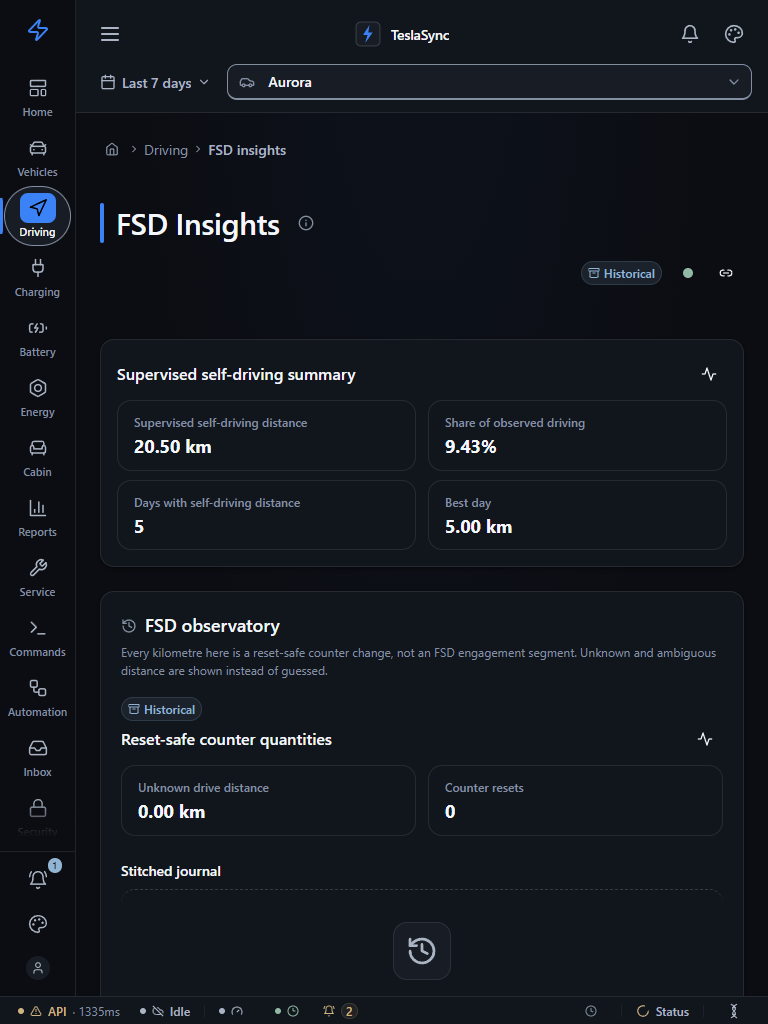 TeslaSync
Last 7 days
Aurora
Home
Vehicles
Driving
Charging
Battery
Energy
Cabin
Reports
Service
Commands
Automation
Inbox
Security
1
Driving
FSD insights
FSD Insights
Historical
Supervised self-driving summary
Supervised self-driving distance
20.50 km
Share of observed driving
9.43%
Days with self-driving distance
5
Best day
5.00 km
FSD observatory
Every kilometre here is a reset-safe counter change, not an FSD engagement segment. Unknown and ambiguous
distance are shown instead of guessed.
Historical
Reset-safe counter quantities
Unknown drive distance
0.00 km
Counter resets
0
Stitched journal
API · 1335ms
Idle
2
Status